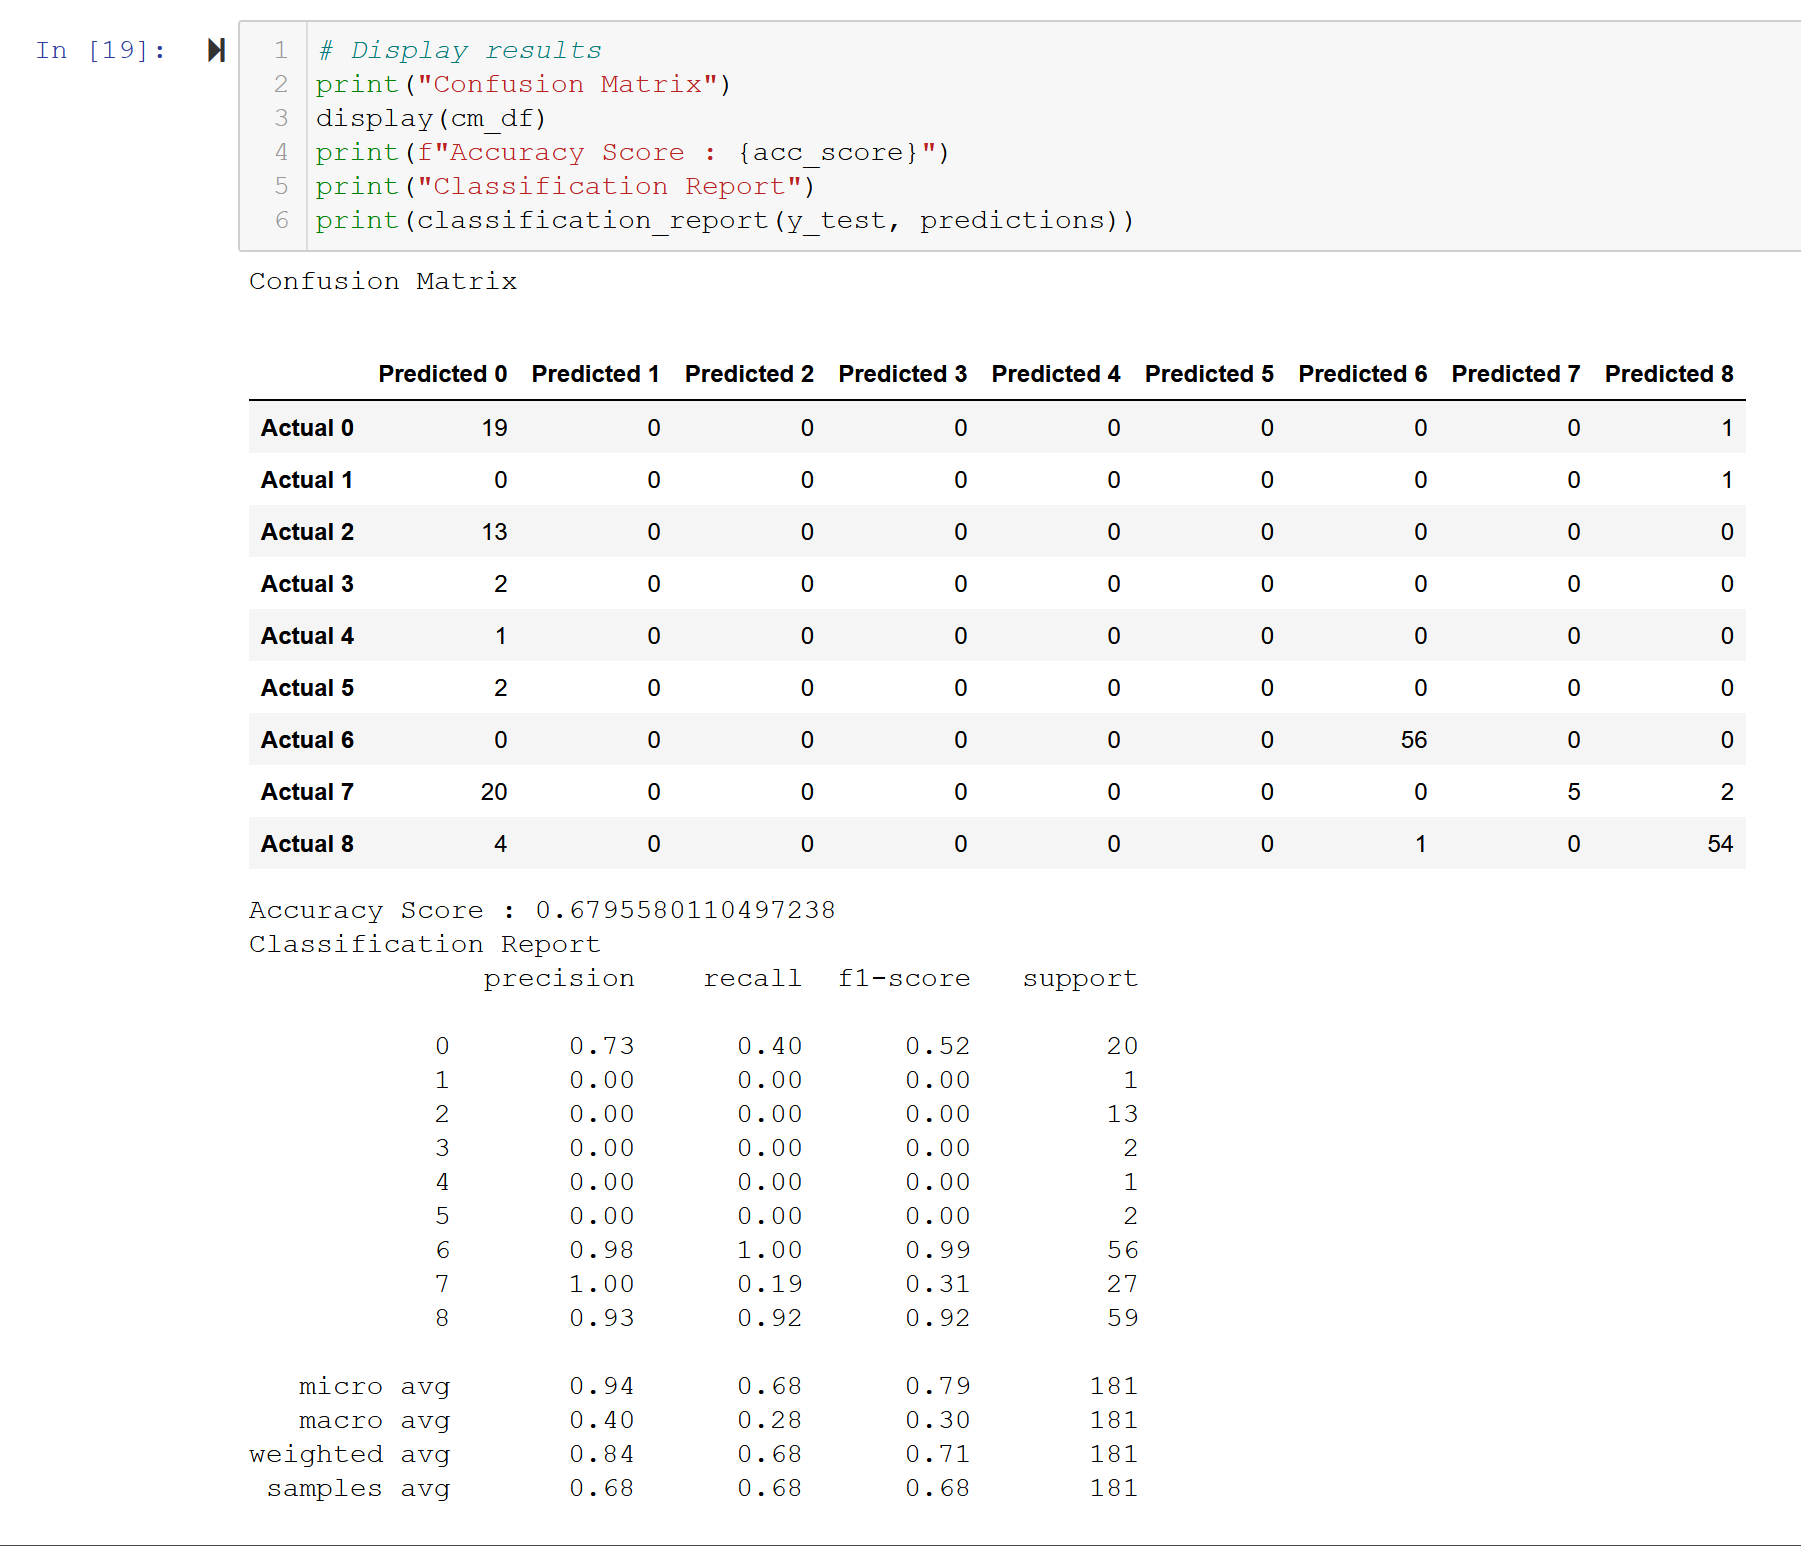 In [19]:
1 # Display results
2 print("Confusion Matrix")
3 display(cm_df)
4 print(f"Accuracy Score : {acc_score}")
5 print("Classification Report")
6 print(classification_report(y_test, predictions))
Confusion Matrix
Predicted 0 Predicted 1 Predicted 2 Predicted 3 Predicted 4 Predicted 5 Predicted 6 Predicted 7 Predicted 8
Actual 0 19 0 0 0 0 0 0 0 1
Actual 1 0 0 0 0 0 0 0 0 1
Actual 2 13 0 0 0 0 0 0 0 0
Actual 3 2 0 0 0 0 0 0 0 0
Actual 4 1 0 0 0 0 0 0 0 0
Actual 5 2 0 0 0 0 0 0 0 0
Actual 6 0 0 0 0 0 0 56 0 0
Actual 7 20 0 0 0 0 0 0 5 2
Actual 8 4 0 0 0 0 0 1 0 54
Accuracy Score : 0.6795580110497238
Classification Report
precision recall f1-score support
0 0.73 0.40 0.52 20
1 0.00 0.00 0.00 1
2 0.00 0.00 0.00 13
3 0.00 0.00 0.00 2
4 0.00 0.00 0.00 1
5 0.00 0.00 0.00 2
6 0.98 1.00 0.99 56
7 1.00 0.19 0.31 27
8 0.93 0.92 0.92 59
micro avg 0.94 0.68 0.79 181
macro avg 0.40 0.28 0.30 181
weighted avg 0.84 0.68 0.71 181
samples avg 0.68 0.68 0.68 181